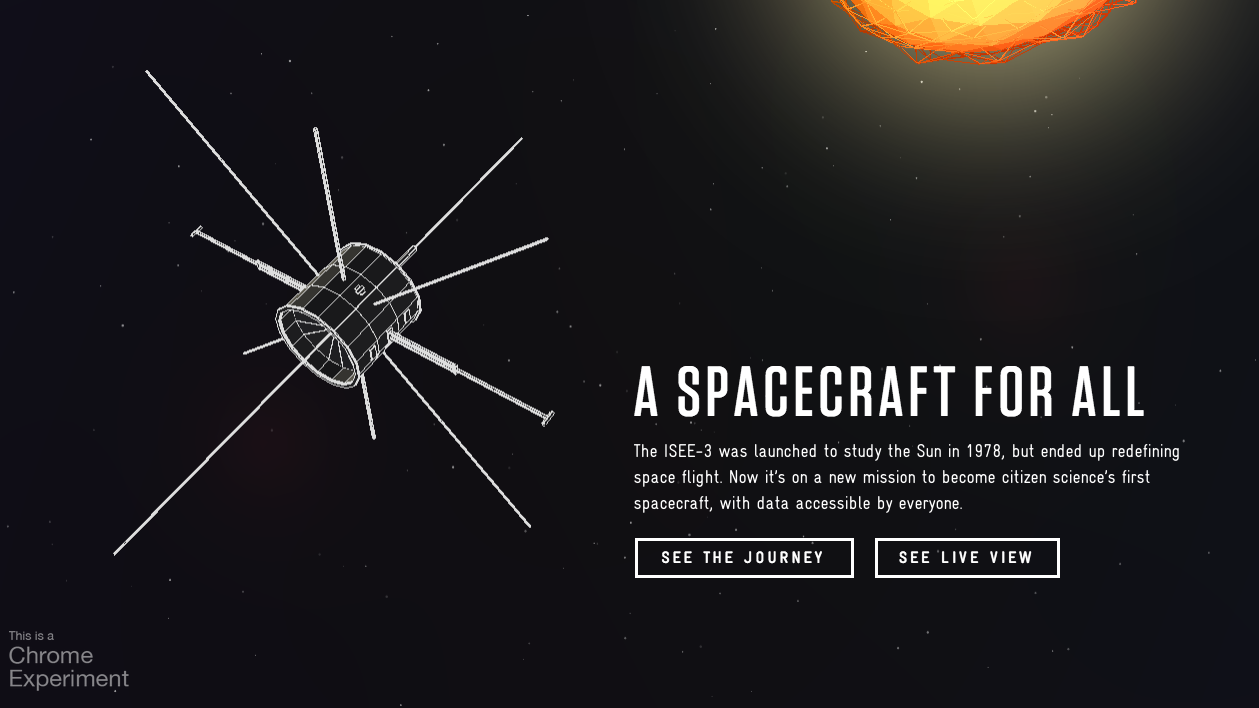 A SPACECRAFT FOR ALL
The ISEE-3 was launched to study the Sun in 1978, but ended up redefining
space flight. Now it's on a new mission to become citizen science's first
spacecraft, with data accessible by everyone.
SEE THE JOURNEY
SEE LIVE VIEW
This is a
Chrome
Experiment